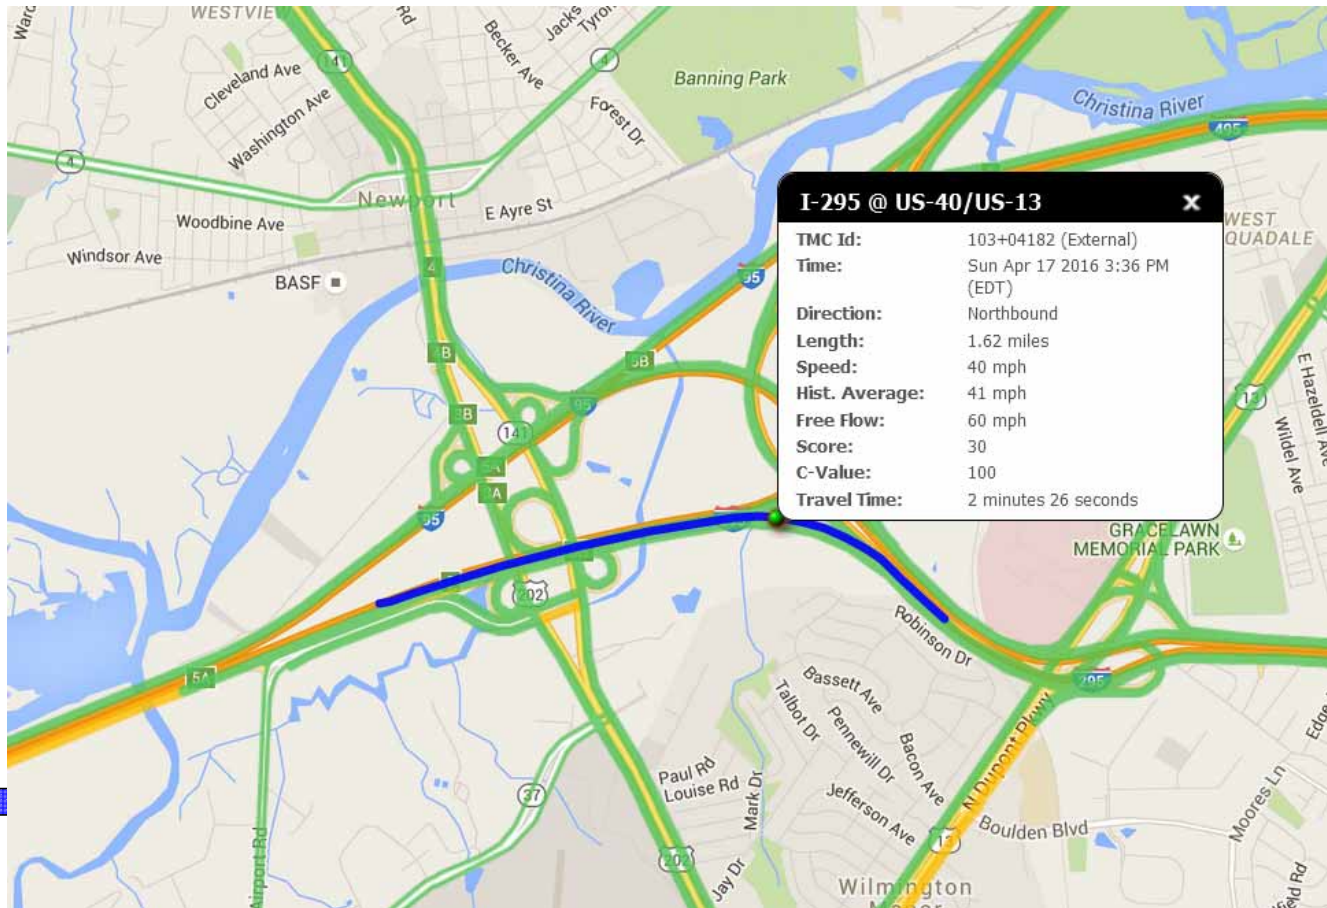 WESTVIEW
Rd
Jacks
Tyron
Becker Ave
141
4
Cleveland Ave
Banning Park
Washington Ave
Forest Dr
Christina River
495
4
Newport
E Ayre St
Woodbine Ave
Windsor Ave
4
BASF
Christina River
95
I-295 @ US-40/US-13
TMC Id: 103+04182 (External)
Time: Sun Apr 17 2016 3:36 PM
(EDT)
Direction: Northbound
Length: 1.62 miles
Speed: 40 mph
Hist. Average: 41 mph
Free Flow: 60 mph
Score: 30
C-Value: 100
Travel Time: 2 minutes 26 seconds
WEST
QUADALE
E Hazeldell Ave
13
Wildel Ave
4B
5B
95
3B
141
5A
3A
95
202
GRACELAWN
MEMORIAL PARK
Robinson Dr
5A
295
Bassett Ave
Talbot Dr
Pennewill Dr
Bacon Ave
N Dupont Pkwy
Paul Rd
Louise Rd
Mark Dr
Jefferson Ave
37
13
Boulden Blvd
Moores Ln
Airport Rd
202
Jay Dr
Wilmington
Manor